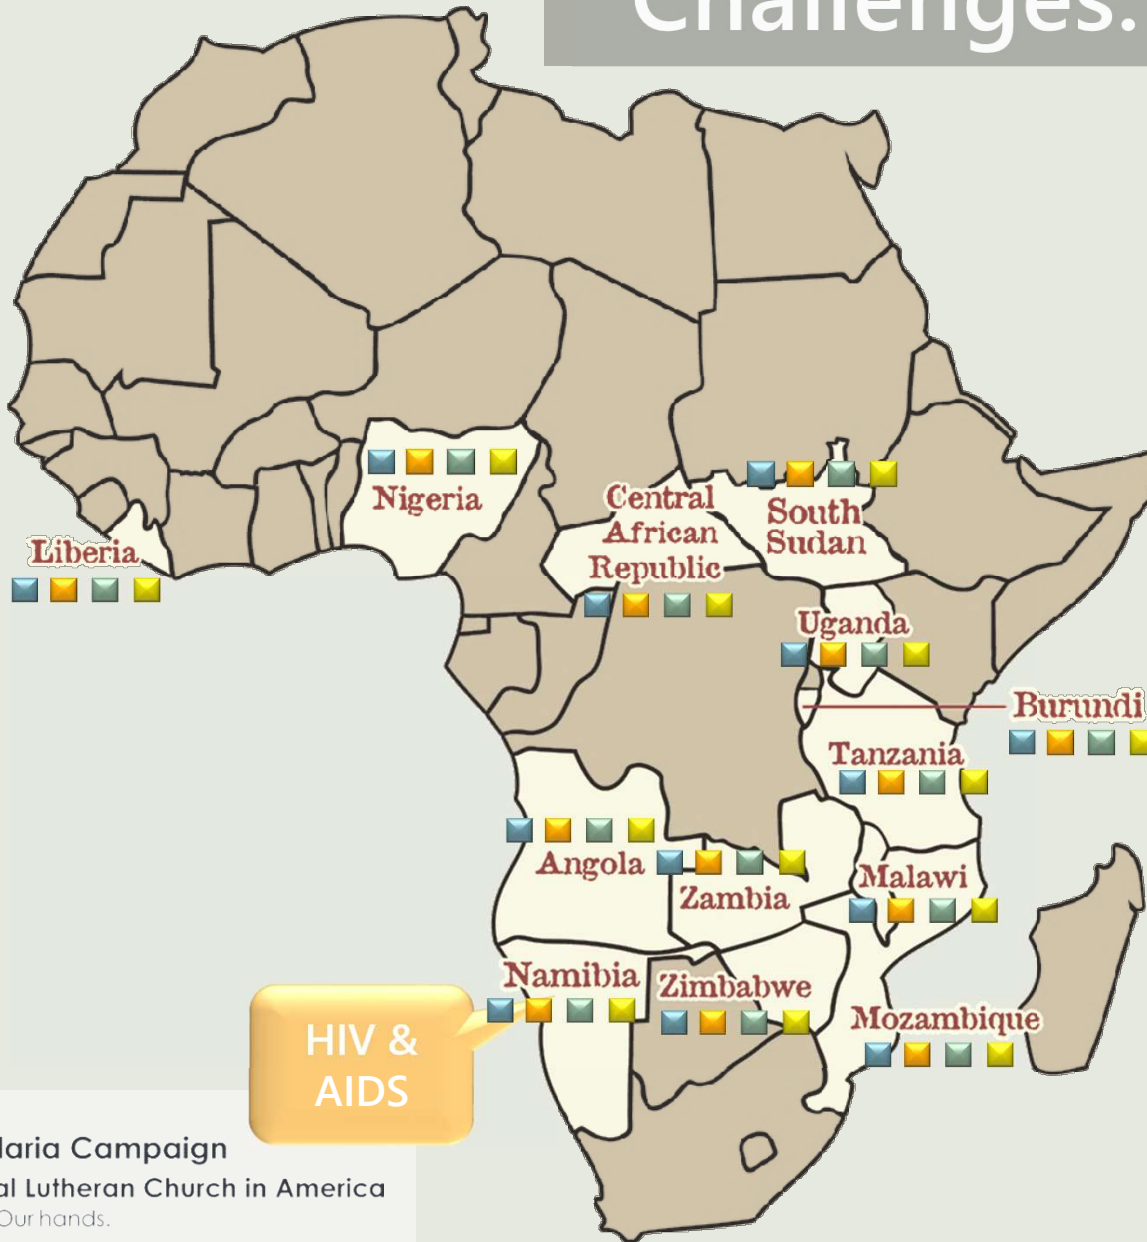 Challenges.
Nigeria
Central
African
Republic
South
Sudan
Liberia
Uganda
Burundi
Tanzania
Angola
Zambia
Malawi
Namibia
Zimbabwe
Mozambique
HIV &
AIDS
laria Campaign
al Lutheran Church in America
Our hands.